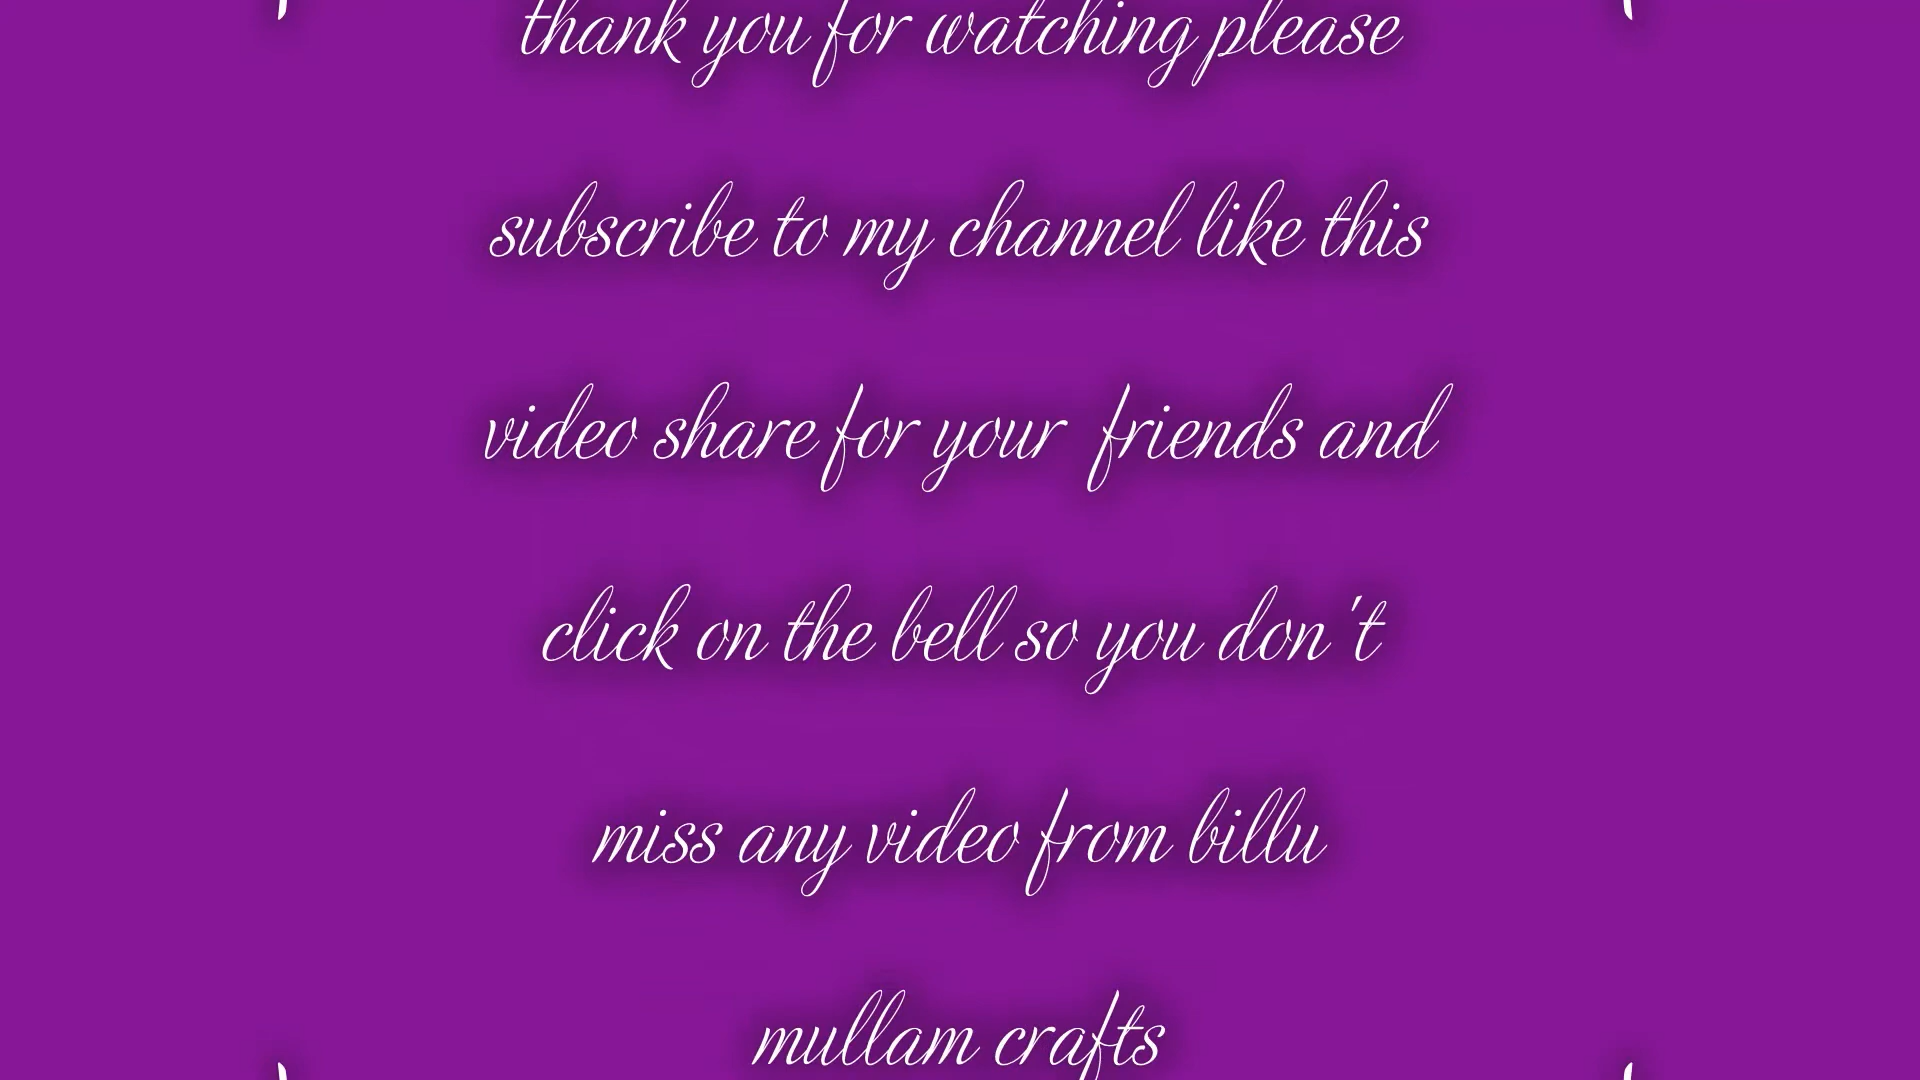 thank you for watching please
subscribe to my channel like this
video share for your friends and
click on the bell so you don't
miss any video from billu
mullam crafts